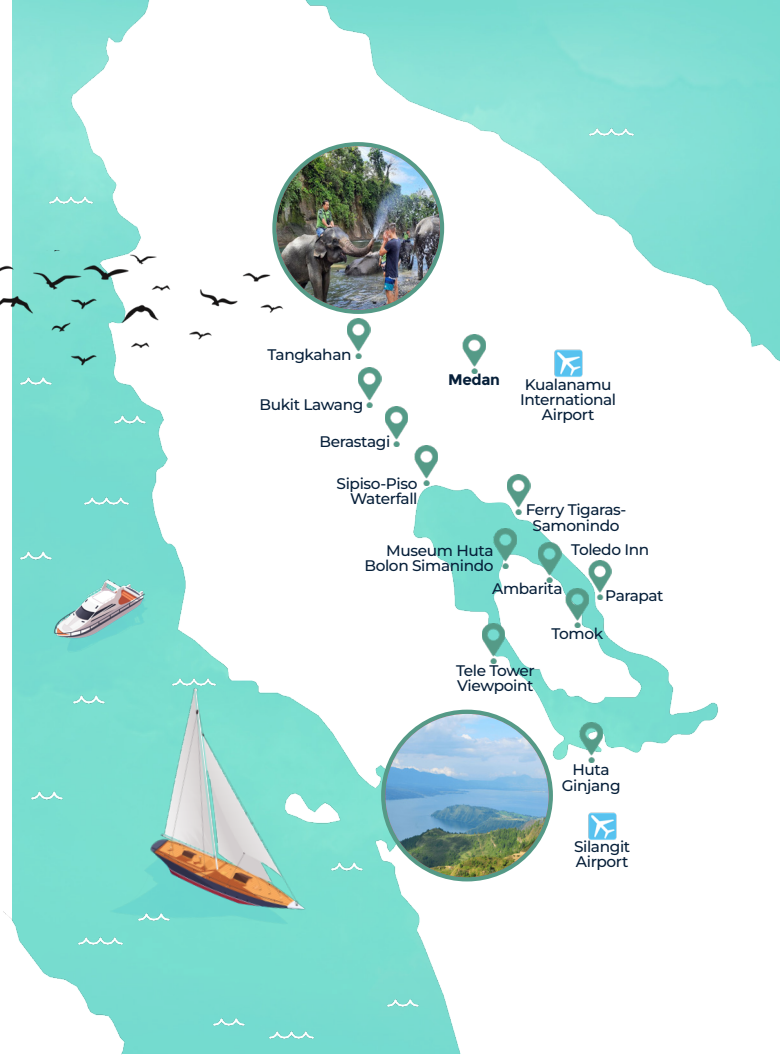 Tangkahan
Medan
Kualanamu
International
Airport
Bukit Lawang
Berastagi
Sipiso-Piso
Waterfall
Ferry Tigaras-
Samonindo
Museum Huta
Bolon Simanindo
Toledo Inn
Ambarita
Parapat
Tomok
Tele Tower
Viewpoint
Huta
Ginjang
Silangit
Airport